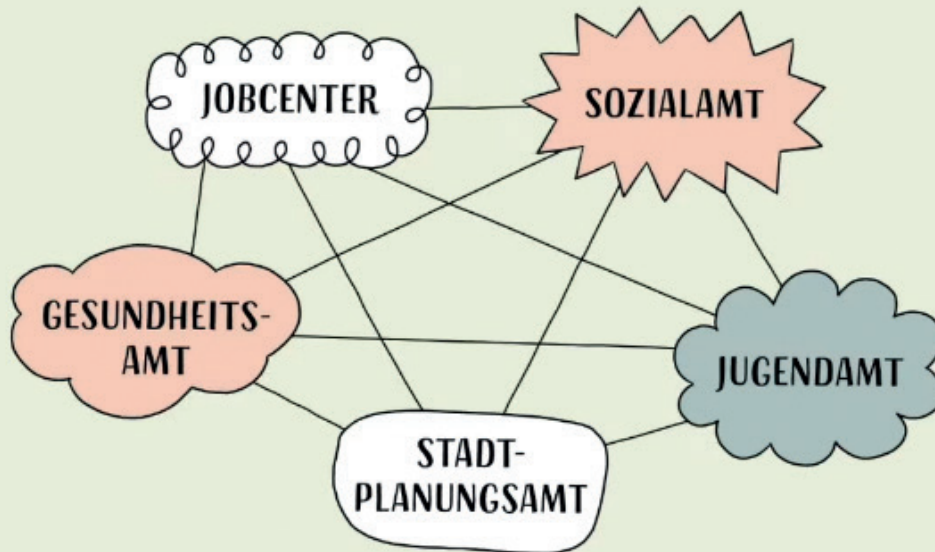 JOBCENTER
SOZIALAMT
GESUNDHEITS-
AMT
JUGENDAMT
STADT-
PLANUNGSAMT